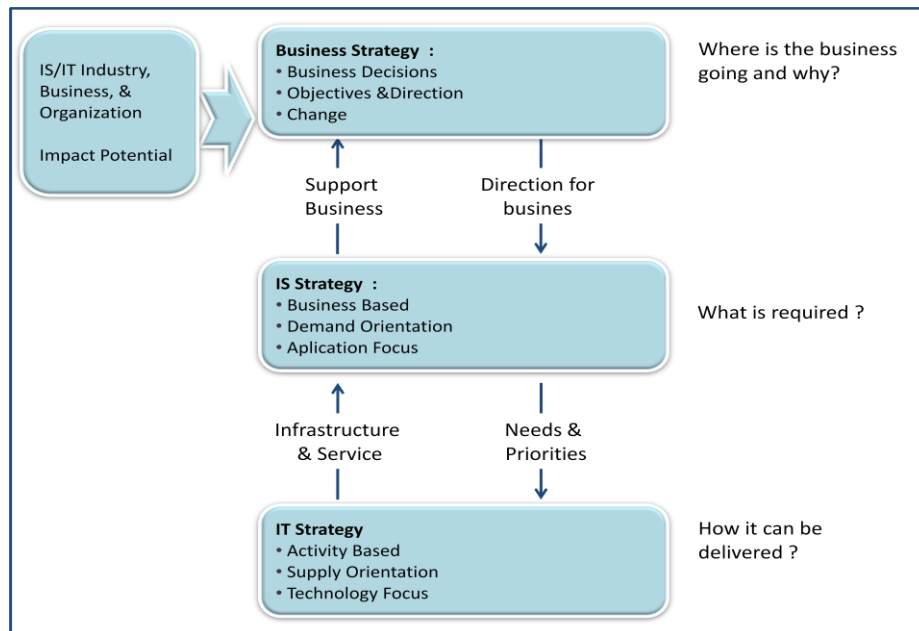 IS/IT Industry,
Business, &
Organization
Impact Potential
Business Strategy :
• Business Decisions
• Objectives &Direction
• Change
Where is the business
going and why?
Support
Business
Direction for
busines
IS Strategy :
• Business Based
• Demand Orientation
• Aplication Focus
What is required ?
Infrastructure
& Service
Needs &
Priorities
IT Strategy
• Activity Based
• Supply Orientation
• Technology Focus
How it can be
delivered ?